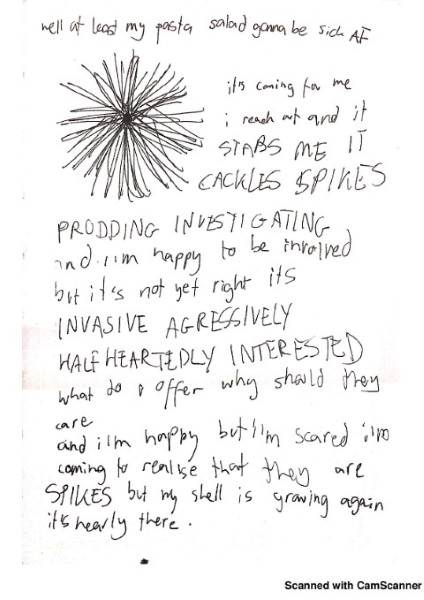 well at least my pasta salad gonna be sick AF
it's coming for me
i reach out and it
STABS ME IT
CACKLES SPIKES
PRODDING INVESTIGATING
and i'm happy to be involved
but it's not yet right its
INVASIVE AGRESSIVELY
HALF HEARTEDLY INTERESTED
what do i offer why should they
care
and i'm happy but i'm scared i'm
coming to realise that they are
SPIKES but my shell is growing again
it's nearly there.
Scanned with CamScanner